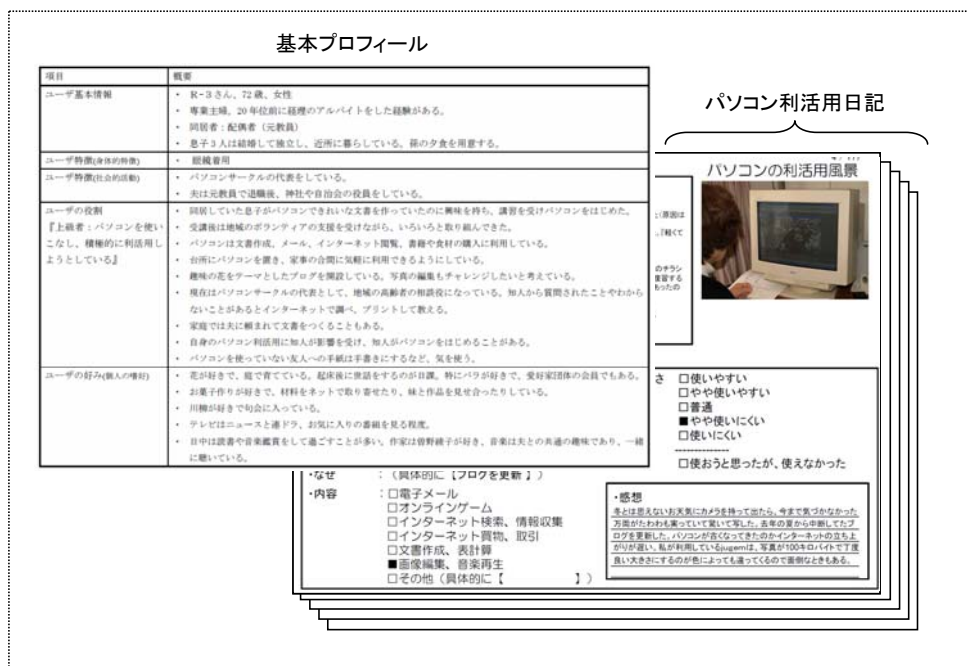 基本プロフィール
項目 概要
ユーザ基本情報 ・ R-3さん、72歳、女性
・ 専業主婦。20年位前に経理のアルバイトをした経験がある。
・ 同居者：配偶者（元教員）
・ 息子3人は結婚して独立し、近所に暮らしている。孫の夕食を用意する。
ユーザ特徴(身体的特徴) ・ 眼鏡着用
ユーザ特徴(社会的活動) ・ パソコンサークルの代表をしている。
・ 夫は元教員で退職後、神社や自治会の役員をしている。
ユーザの役割 ・ 同居していた息子がパソコンできれいな文書を作っていたのに興味を持ち、講習を受けパソコンをはじめた。
『上級者：パソコンを使い ・ 受講後は地域のボランティアの支援を受けながら、いろいろと取り組んできた。
こなし、積極的に利活用し ・ パソコンは文書作成、メール、インターネット閲覧、書籍や食材の購入に利用している。
ようとしている』 ・ 台所にパソコンを置き、家事の合間に気軽に利用できるようにしている。
・ 趣味の花をテーマとしたブログを開設している。写真の編集もチャレンジしたいと考えている。
・ 現在はパソコンサークルの代表として、地域の高齢者の相談役になっている。知人から質問されたことやわから
ないことがあるとインターネットで調べ、プリントして教える。
・ 家庭では夫に頼まれて文書をつくることもある。
・ 自身のパソコン利活用に知人が影響を受け、知人がパソコンをはじめることがある。
・ パソコンを使っていない友人への手紙は手書きにするなど、気を使う。
ユーザの好み(個人の嗜好) ・ 花が好きで、庭で育てている。起床後に世話をするのが日課。特にバラが好きで、愛好家団体の会員でもある。
・ お菓子作りが好きで、材料をネットで取り寄せたり、妹と作品を見せ合ったりしている。
・ 川柳が好きで句会に入っている。
・ テレビはニュースと連ドラ、お気に入りの番組を見る程度。
・ 日中は読書や音楽鑑賞をして過ごすことが多い。作家は曽野綾子が好き、音楽は夫との共通の趣味であり、一緒
に聴いている。
パソコン利活用日記
パソコンの利活用風景
(原因は
『軽くて
のチラシ
復習する
あったの
さ □使いやすい
□やや使いやすい
□普通
■やや使いにくい
□使いにくい
□使おうと思ったが、使えなかった
・なぜ ：（具体的に【ブログを更新】）
・内容 ：□電子メール
□オンラインゲーム
□インターネット検索、情報収集
□インターネット買物、取引
□文書作成、表計算
■画像編集、音楽再生
□その他（具体的に【 】）
・感想
冬とは思えないお天気にカメラを持って出たら、今まで気づかなかった
万両がたわわも実っていて驚いて写した。去年の夏から中断してたブ
ログを更新した。パソコンが古くなってきたのかインターネットの立ち上
がりが遅い。私が利用しているjugemは、写真が100キロバイトで丁度
良い大きさにするのが色によっても違ってくるので面倒なときもある。